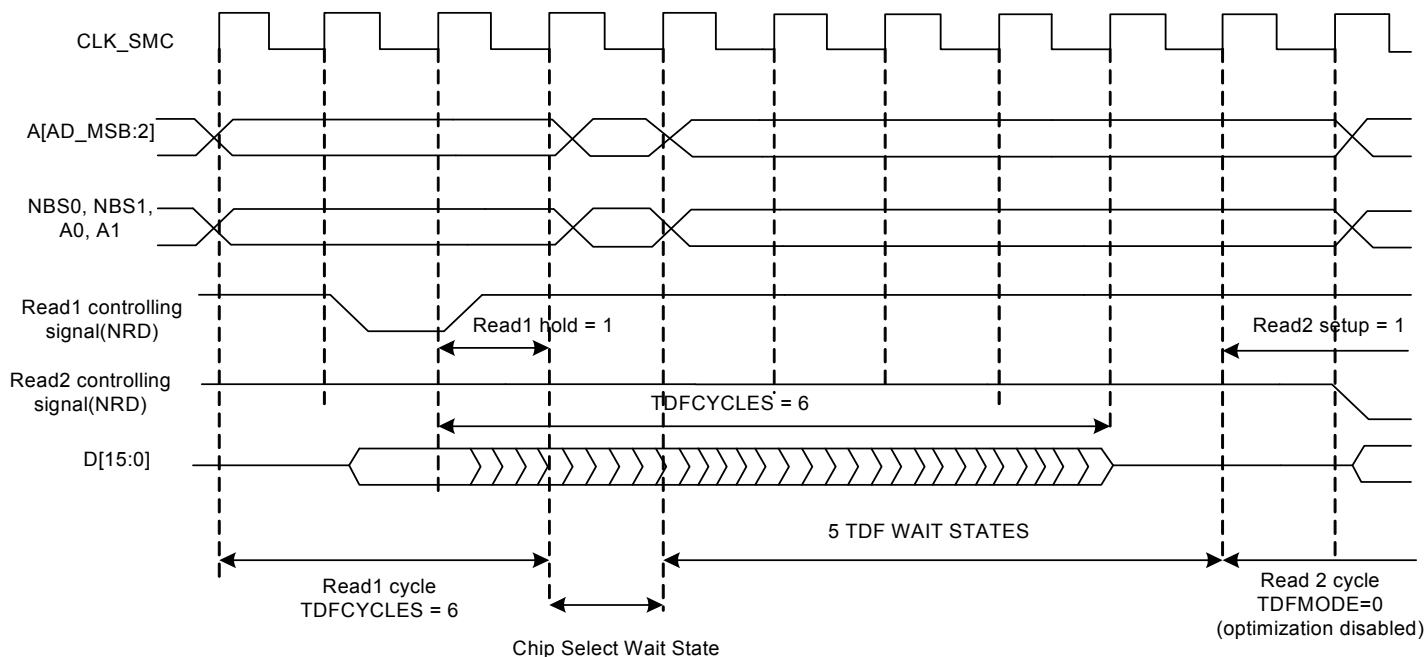 CLK_SMC
A[AD_MSB:2]
NBS0, NBS1,
A0, A1
Read1 controlling
signal(NRD)
Read1 hold = 1
Read2 setup = 1
Read2 controlling
signal(NRD)
TDFCYCLES = 6
D[15:0]
5 TDF WAIT STATES
Read1 cycle
TDFCYCLES = 6
Chip Select Wait State
Read 2 cycle
TDFMODE=0
(optimization disabled)